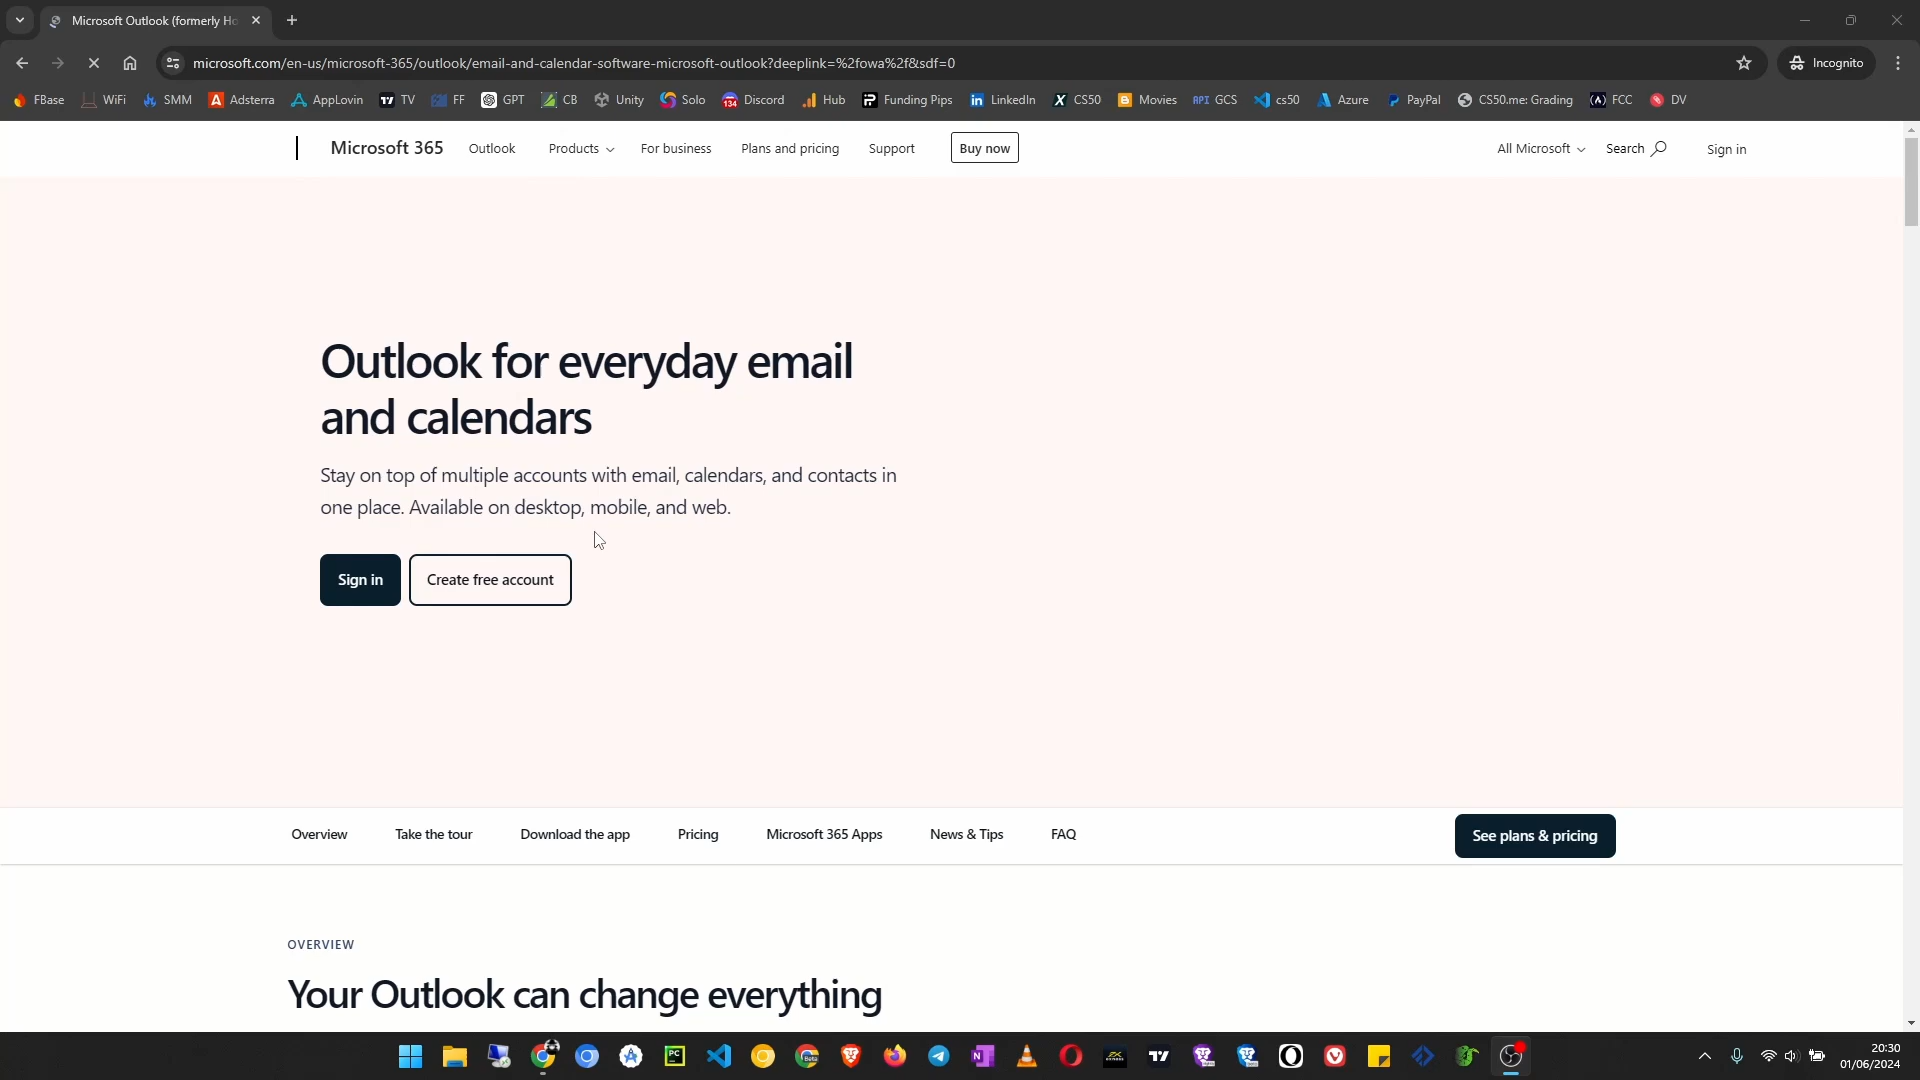 Microsoft Outlook (formerly Ho
microsoft.com/en-us/microsoft-365/outlook/email-and-calendar-software-microsoft-outlook?deeplink=%2fowa%2f&sdf=0
Incognito
FBase WiFi SMM Adsterra AppLovin TV FF GPT CB Unity Solo Discord Hub Funding Pips LinkedIn CS50 Movies API GCS cs50 Azure PayPal CS50.me: Grading FCC DV
134
Microsoft 365 Outlook Products For business Plans and pricing Support Buy now All Microsoft Search Sign in
Outlook for everyday email
and calendars
Stay on top of multiple accounts with email, calendars, and contacts in
one place. Available on desktop, mobile, and web.
Sign in Create free account
Overview Take the tour Download the app Pricing Microsoft 365 Apps News & Tips FAQ See plans & pricing
OVERVIEW
Your Outlook can change everything
20:30
01/06/2024